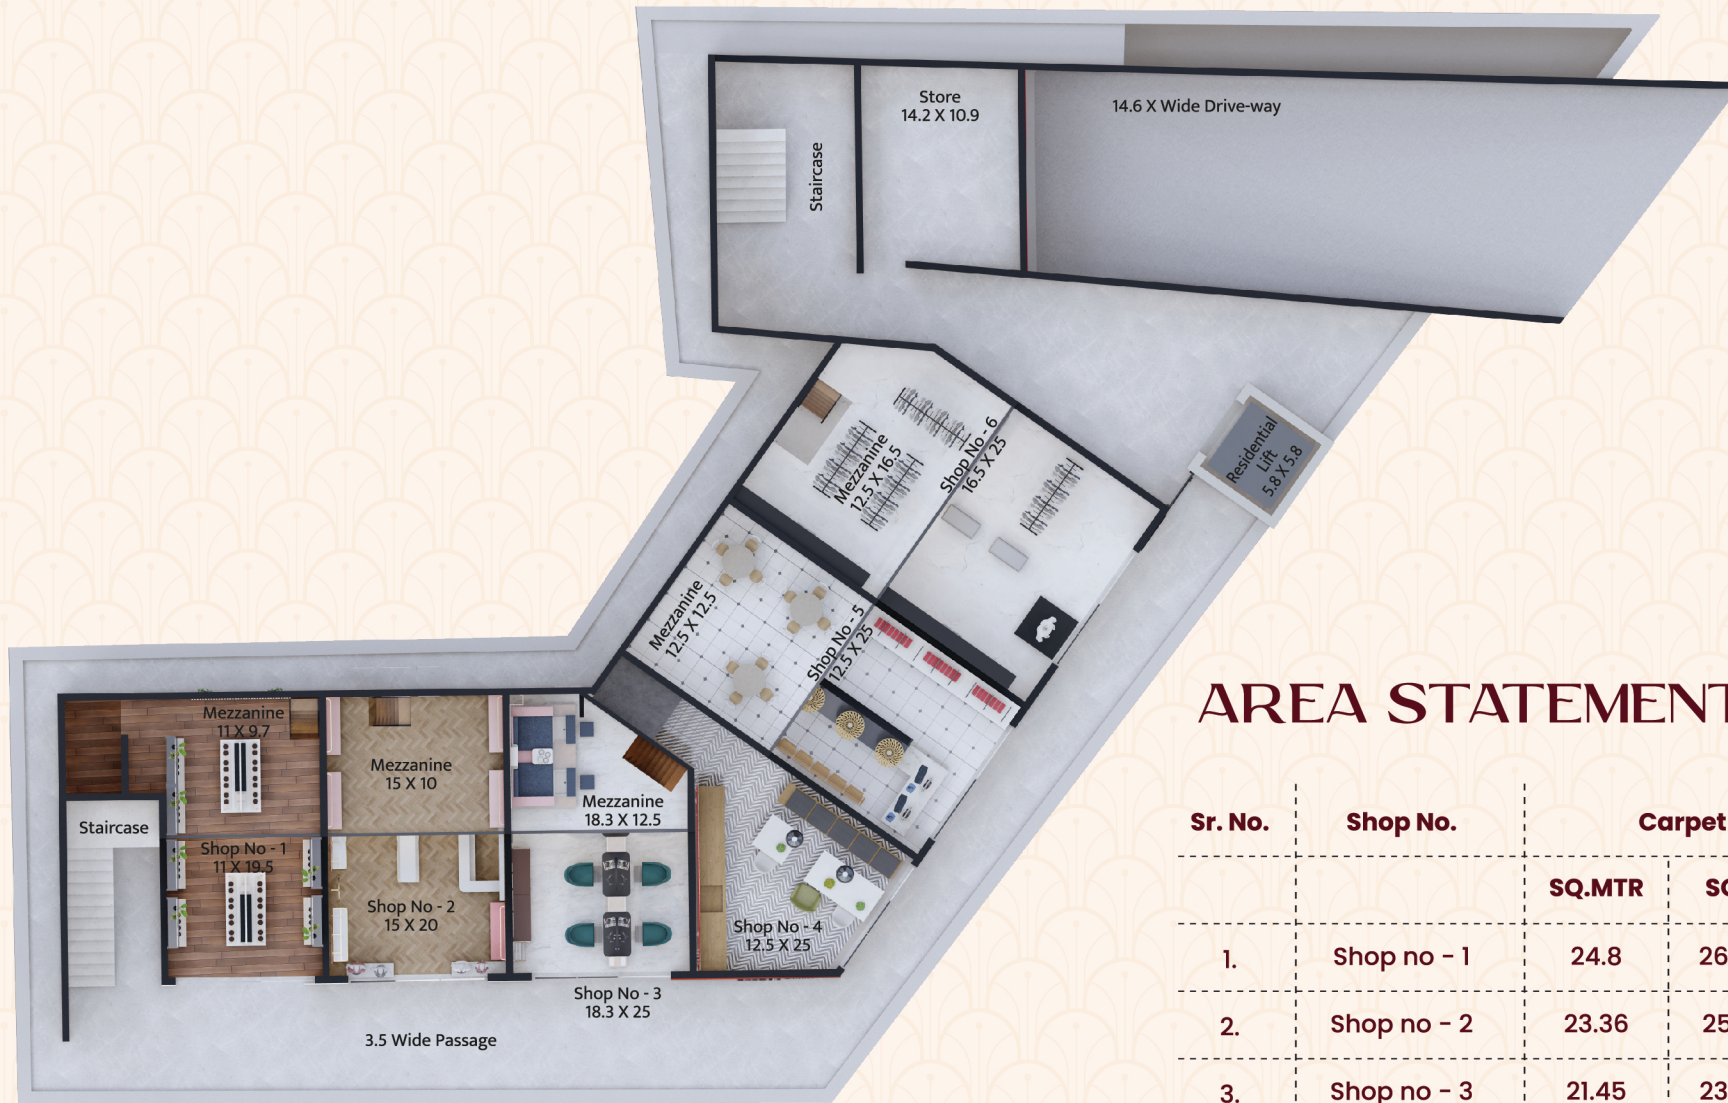 Store
14.2 X 10.9
14.6 X Wide Drive-way
Staircase
Residential
Lift
5.8 X 5.8
Mezzanine
12.5 X 16.5
Shop No - 6
16.5 X 25
Mezzanine
12.5 X 12.5
Shop No - 5
12.5 X 25
Mezzanine
11 X 9.7
Mezzanine
15 X 10
Mezzanine
18.3 X 12.5
Staircase
Shop No - 1
11 X 19.5
Shop No - 2
15 X 20
Shop No - 4
12.5 X 25
Shop No - 3
18.3 X 25
3.5 Wide Passage
AREA STATEMENT
Sr. No. Shop No. Carpet
SQ.MTR
1. Shop no - 1 24.8
2. Shop no - 2 23.36
3. Shop no - 3 21.45